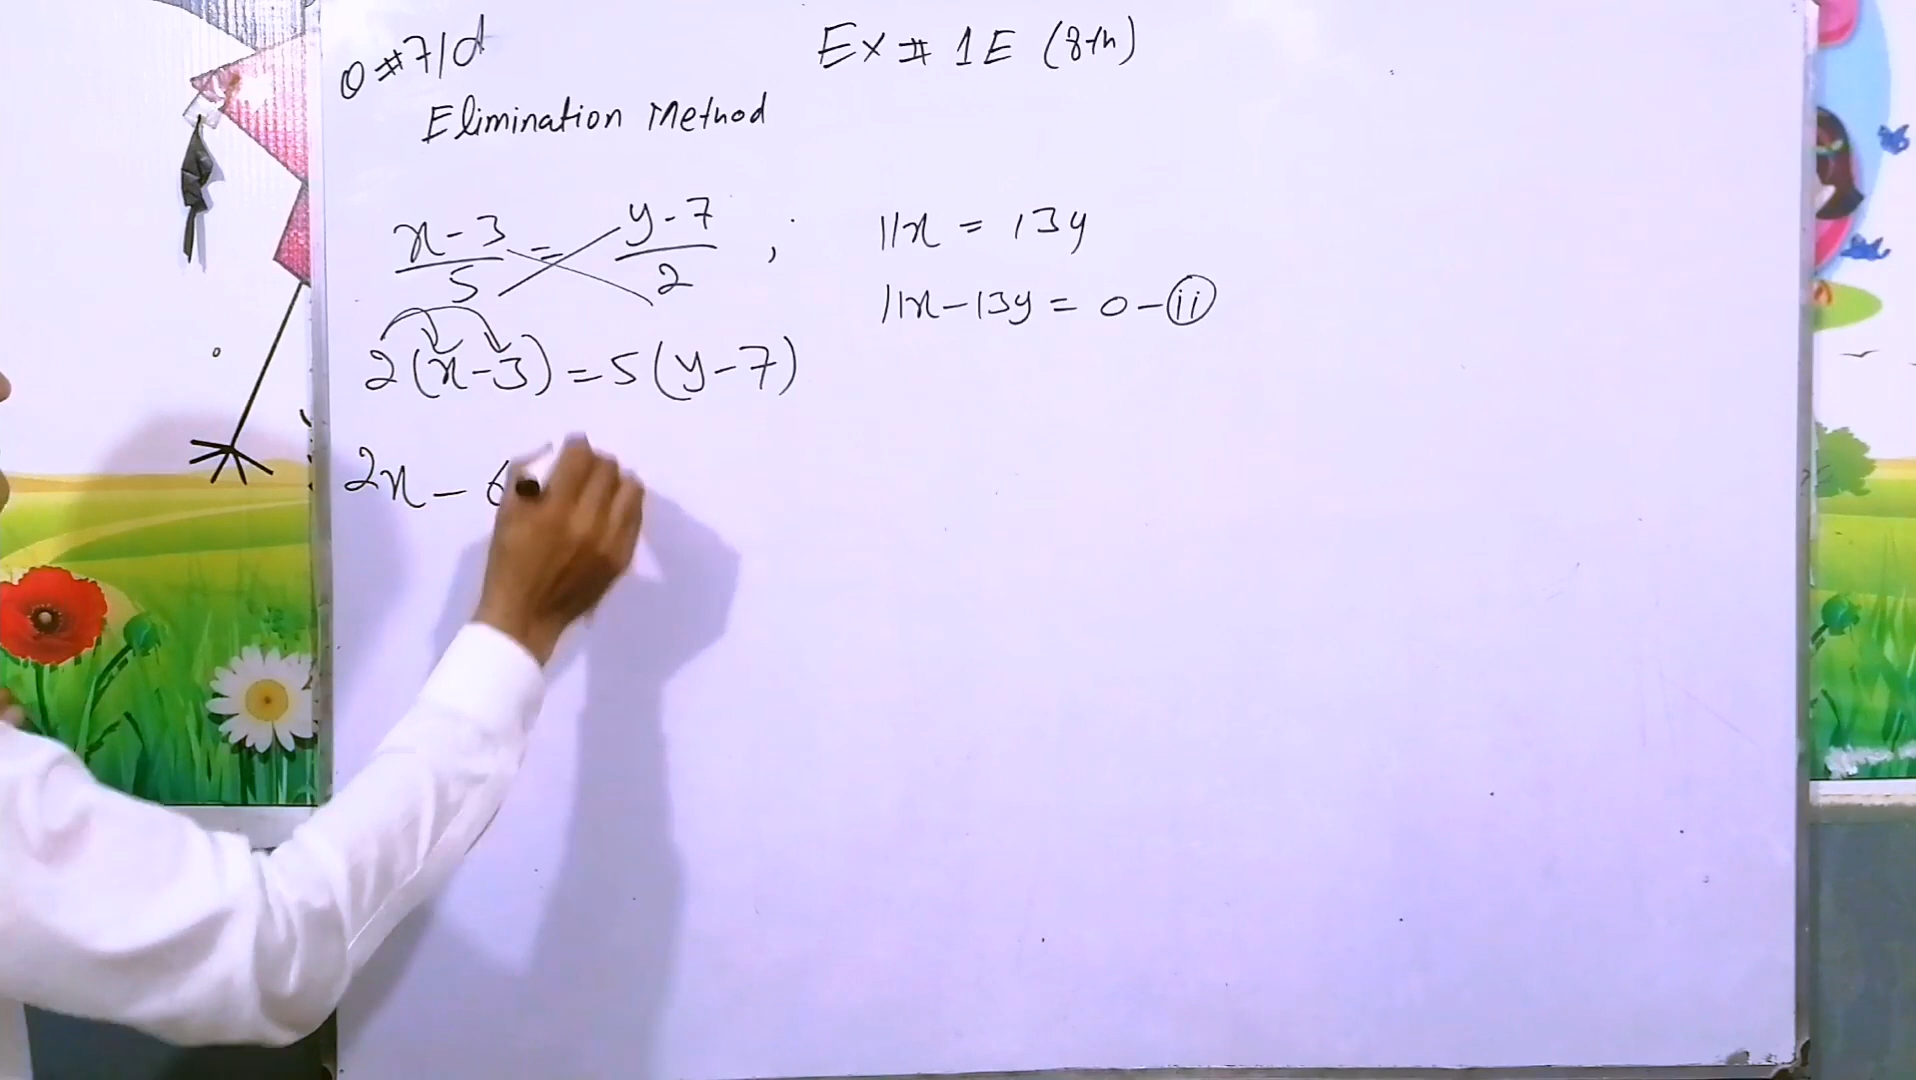 Q#7/d
Ex # 1E (8th)
Elimination Method
x-3/5 = y-7/2 ;
11x = 13y
11x-13y = 0-(ii)
2(x-3)=5(y-7)
2x - 6